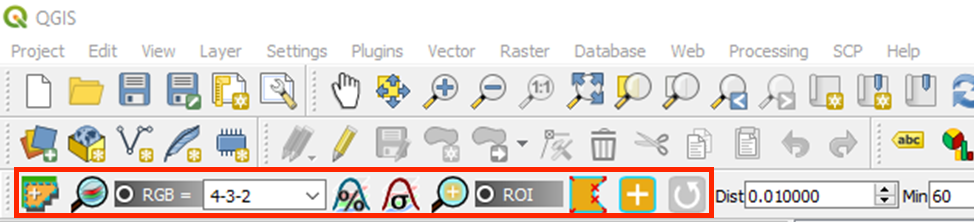 QGIS
Project Edit View Layer Settings Plugins Vector Raster Database Web Processing SCP Help
1:1
abc
RGB = 4-3-2 ROI Dist 0.010000 Min 60